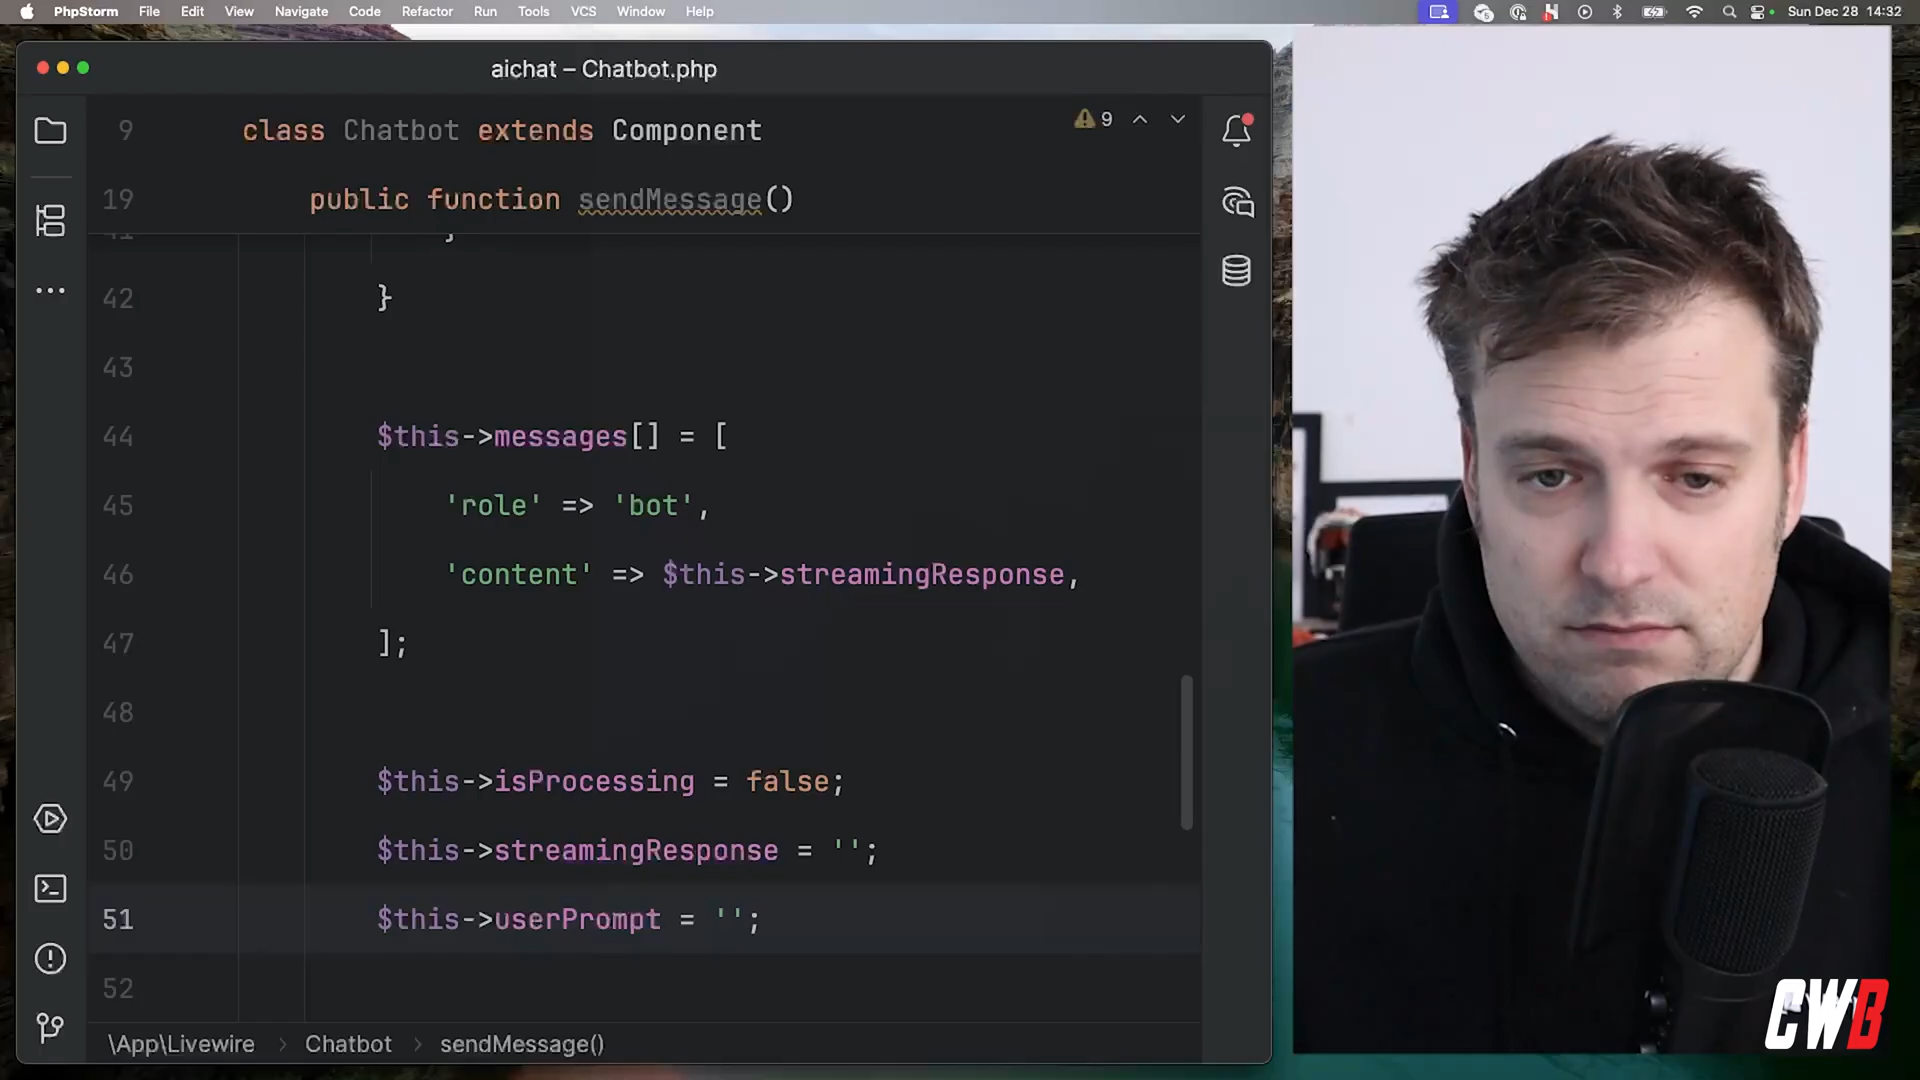 PhpStorm File Edit View Navigate Code Refactor Run Tools VCS Window Help Sun Dec 28 14:32
aichat – Chatbot.php
9 class Chatbot extends Component 9
19 public function sendMessage()
41 }
42 }
43
44 $this->messages[] = [
45 'role' => 'bot',
46 'content' => $this->streamingResponse,
47 ];
48
49 $this->isProcessing = false;
50 $this->streamingResponse = '';
51 $this->userPrompt = '';
52
\App\Livewire > Chatbot > sendMessage()
CWB